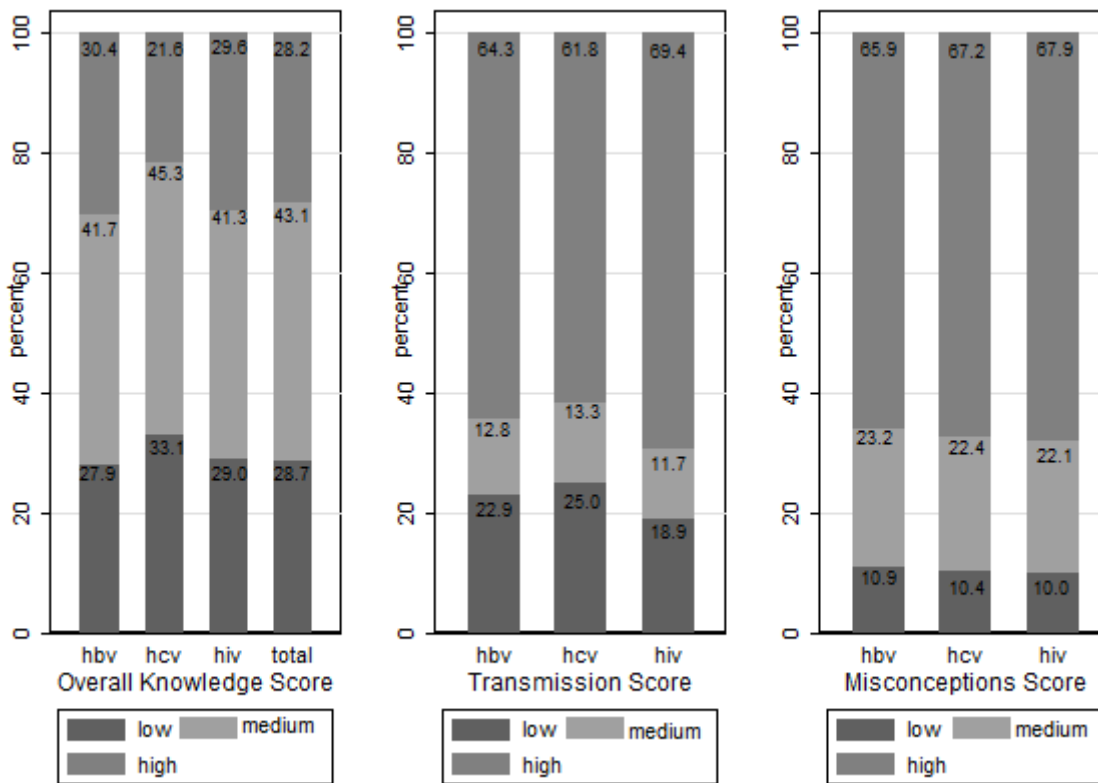 100
80
60
40
20
0
percent
30.4 21.6 29.6 28.2
41.7 45.3 41.3 43.1
27.9 33.1 29.0 28.7
hbv hcv hiv total
Overall Knowledge Score
low medium
high
100
80
60
40
20
0
percent
64.3 61.8 69.4
12.8 13.3 11.7
22.9 25.0 18.9
hbv hcv hiv
Transmission Score
low medium
high
100
80
60
40
20
0
percent
65.9 67.2 67.9
23.2 22.4 22.1
10.9 10.4 10.0
hbv hcv hiv
Misconceptions Score
low medium
high